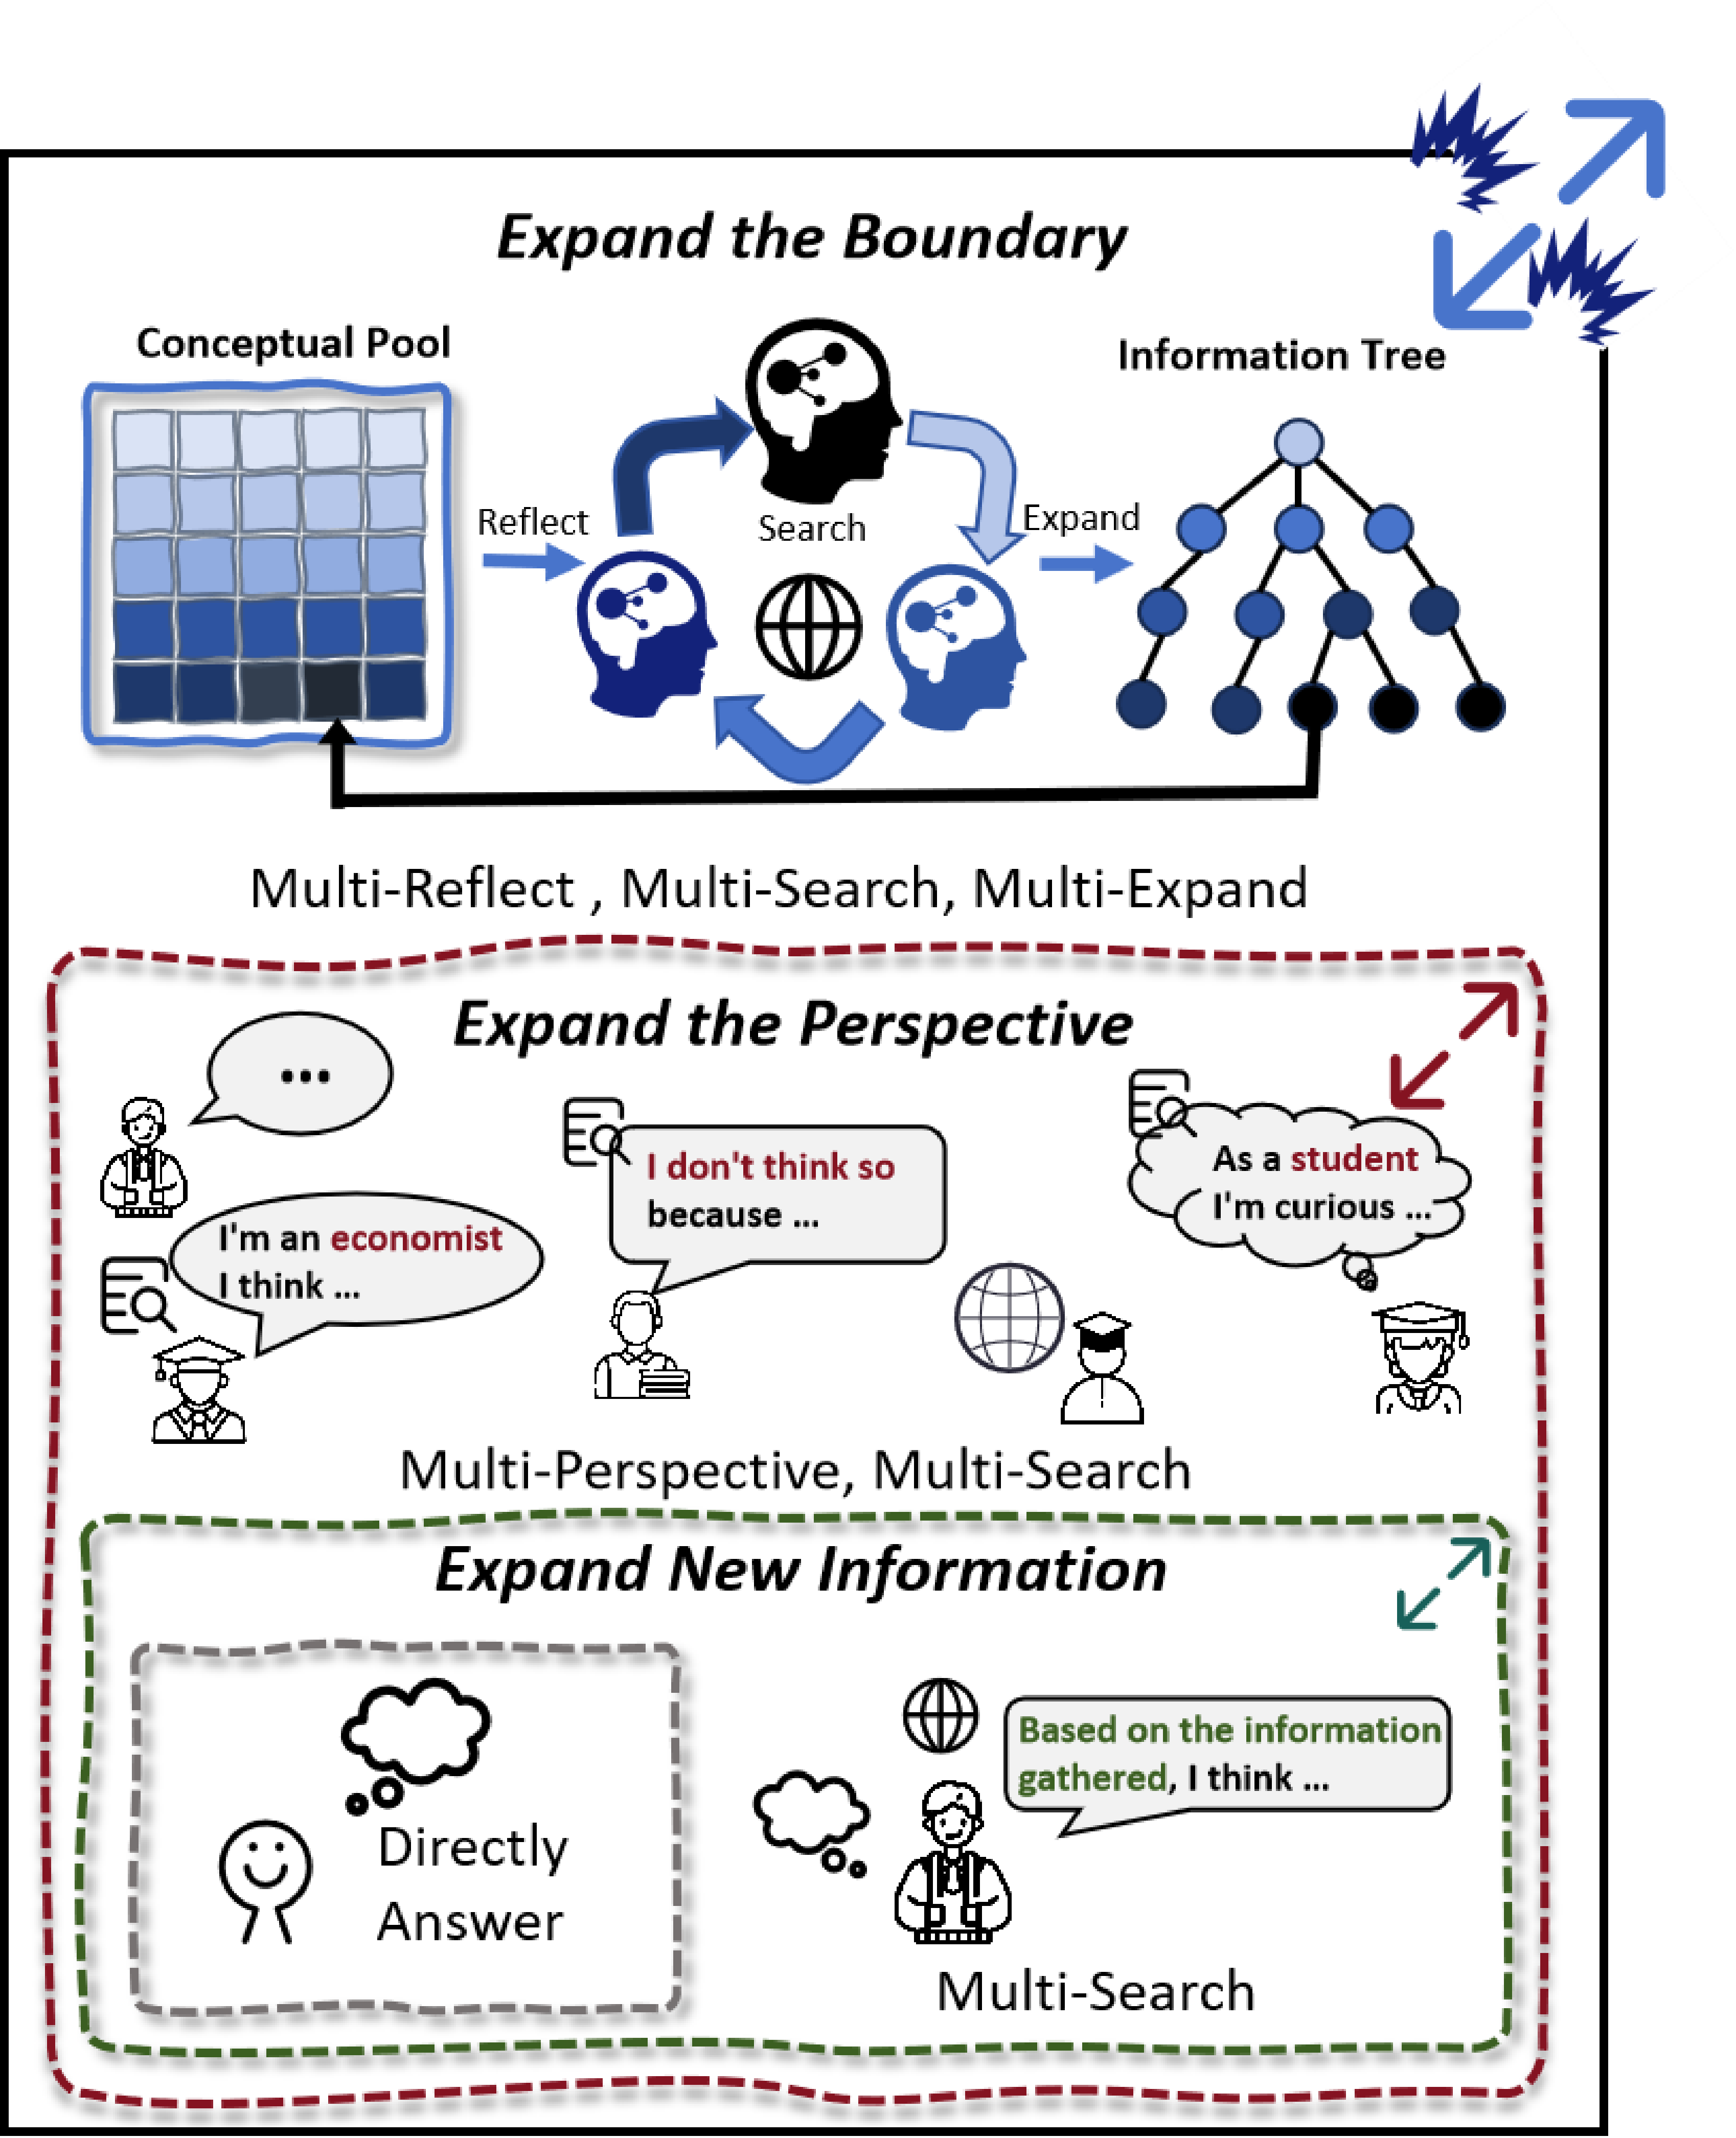 Expand the Boundary
Conceptual Pool
Information Tree
Reflect
Search
Expand
Multi-Reflect , Multi-Search, Multi-Expand
Expand the Perspective
...
I'm an economist
I think ...
I don't think so
because ...
As a student
I'm curious ...
Multi-Perspective, Multi-Search
Expand New Information
Directly
Answer
Based on the information
gathered, I think ...
Multi-Search